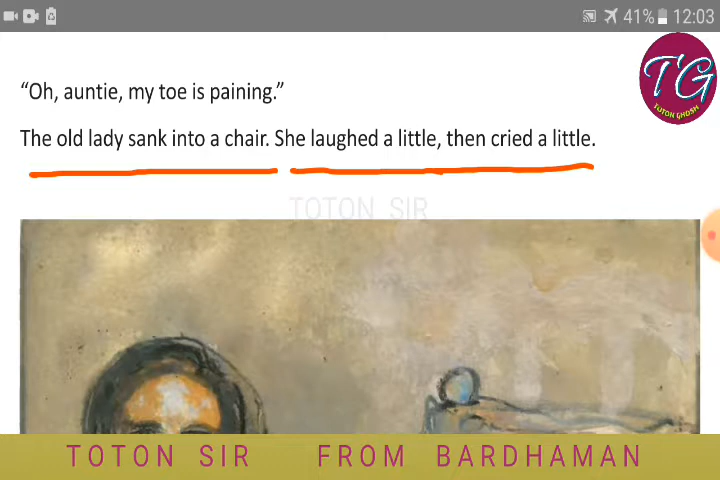 41% 12:03
TG
TOTON GHOSH
“Oh, auntie, my toe is paining.”
The old lady sank into a chair. She laughed a little, then cried a little.
TOTON SIR
TOTON SIR FROM BARDHAMAN